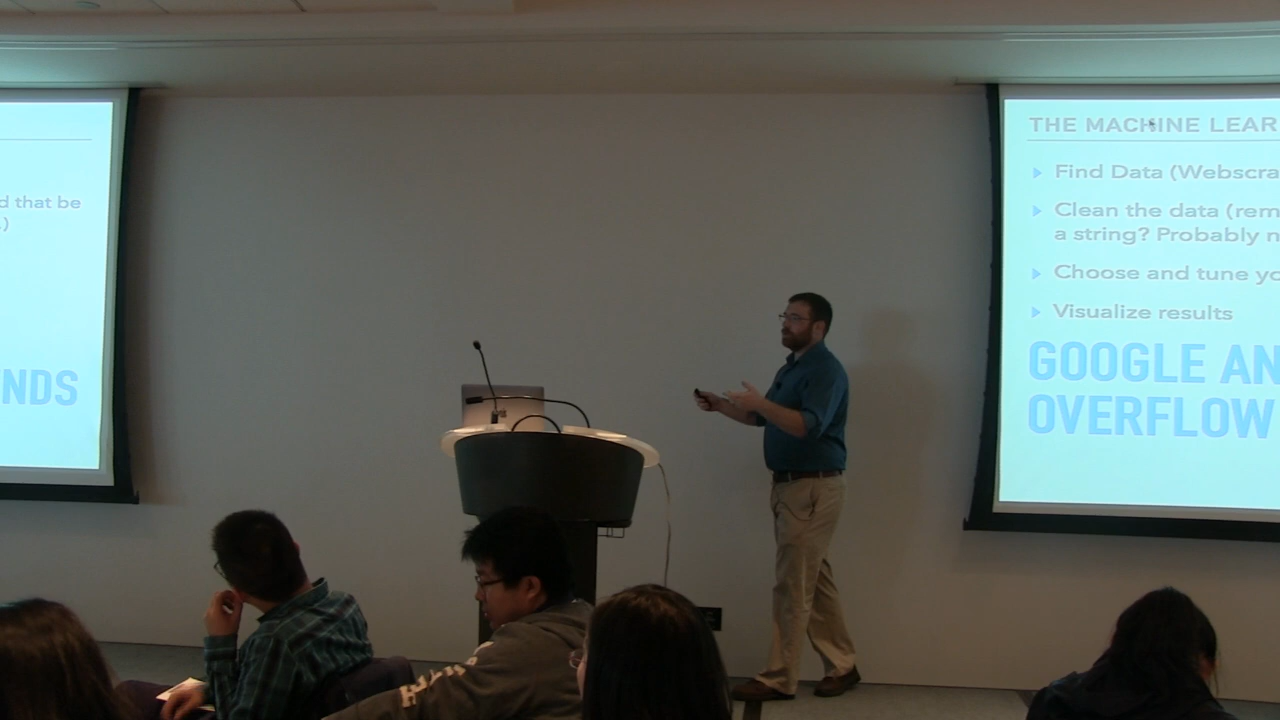 d that be
.)
NDS
THE MACHINE LEAR
Find Data (Webscra
Clean the data (rem
a string? Probably n
Choose and tune yo
Visualize results
GOOGLE AN
OVERFLOW